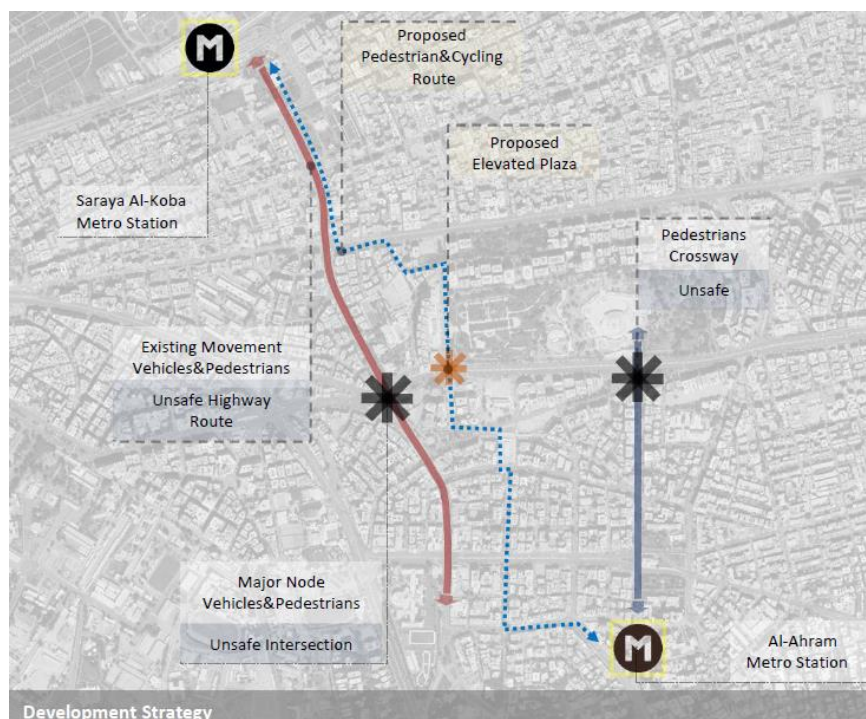 M
Proposed
Pedestrian&Cycling
Route
Proposed
Elevated Plaza
Saraya Al-Koba
Metro Station
Pedestrians
Crossway
Unsafe
Existing Movement
Vehicles&Pedestrians
Unsafe Highway
Route
Major Node
Vehicles&Pedestrians
Unsafe Intersection
M
Al-Ahram
Metro Station
Development Strategy